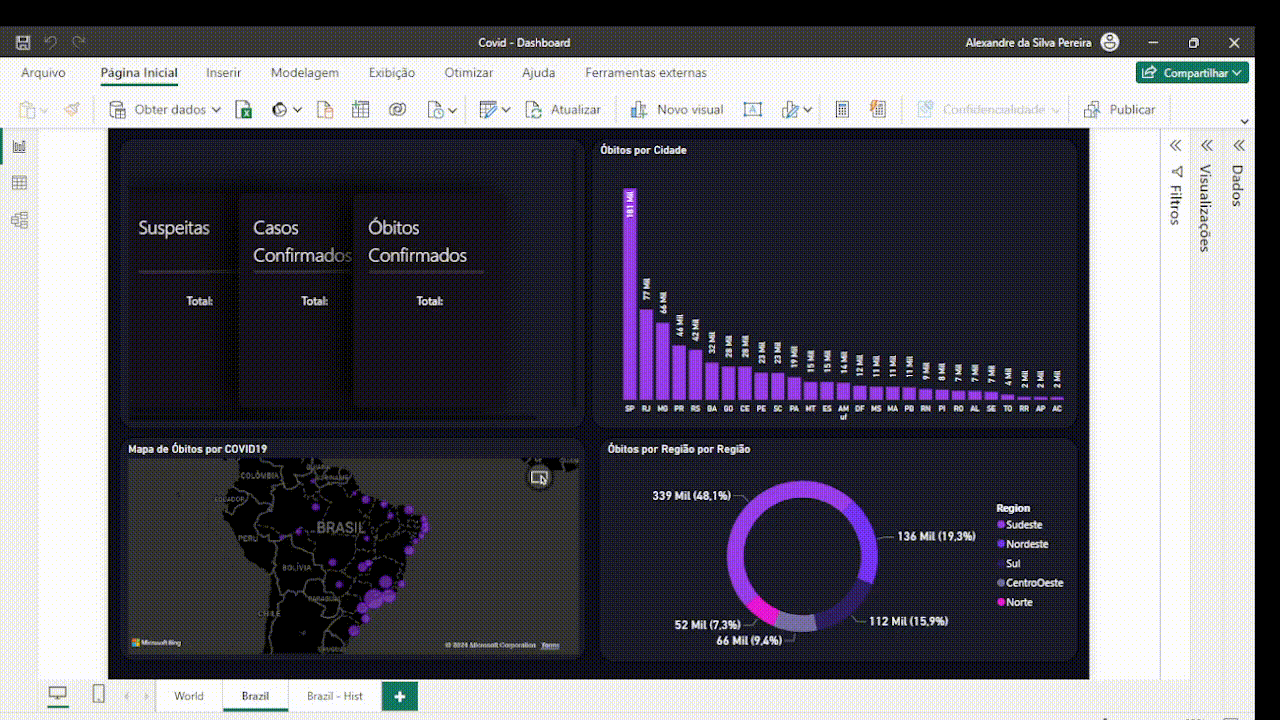 Covid - Dashboard
Alexandre da Silva Pereira
Arquivo
Página Inicial
Inserir
Modelagem
Exibição
Otimizar
Ajuda
Ferramentas externas
Compartilhar
Obter dados
Atualizar
Novo visual
Confidencialidade
Publicar
Suspeitas
Total:
Casos
Confirmados
Total:
Óbitos
Confirmados
Total:
Óbitos por Cidade
181 Mil
77 Mil
66 Mil
46 Mil
42 Mil
32 Mil
28 Mil
28 Mil
23 Mil
23 Mil
19 Mil
15 Mil
15 Mil
14 Mil
12 Mil
11 Mil
11 Mil
11 Mil
9 Mil
8 Mil
7 Mil
7 Mil
7 Mil
4 Mil
2 Mil
2 Mil
2 Mil
SP RJ MG PR RS BA GO CE PE SC PA MT ES AM DF MS MA PB RN PI RO AL SE TO RR AP AC
uf
Filtros
Visualizações
Dados
Mapa de Óbitos por COVID19
COLÔMBIA
BRASIL
PERU
BOLÍVIA
PARAGUAI
CHILE
Microsoft Bing
© 2024 Microsoft Corporation Terms
Óbitos por Região por Região
339 Mil (48,1%)
136 Mil (19,3%)
112 Mil (15,9%)
66 Mil (9,4%)
52 Mil (7,3%)
Region
Sudeste
Nordeste
Sul
CentroOeste
Norte
World
Brazil
Brazil - Hist